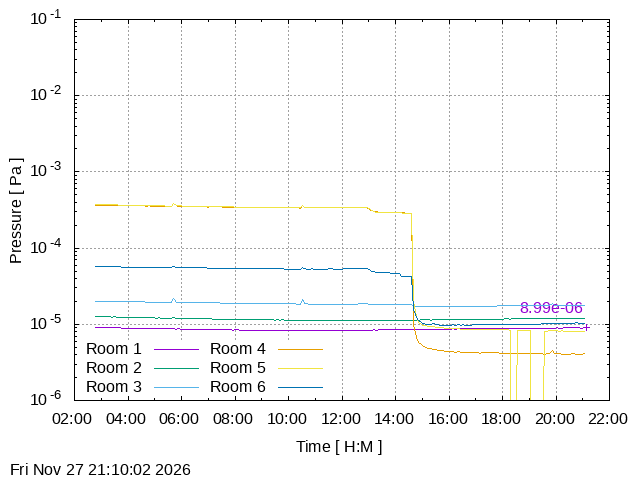 10^-1
10^-2
10^-3
10^-4
10^-5
10^-6
Pressure [ Pa ]
8.99e-06
Room 1 Room 4
Room 2 Room 5
Room 3 Room 6
02:00 04:00 06:00 08:00 10:00 12:00 14:00 16:00 18:00 20:00 22:00
Time [ H:M ]
Fri Nov 27 21:10:02 2026